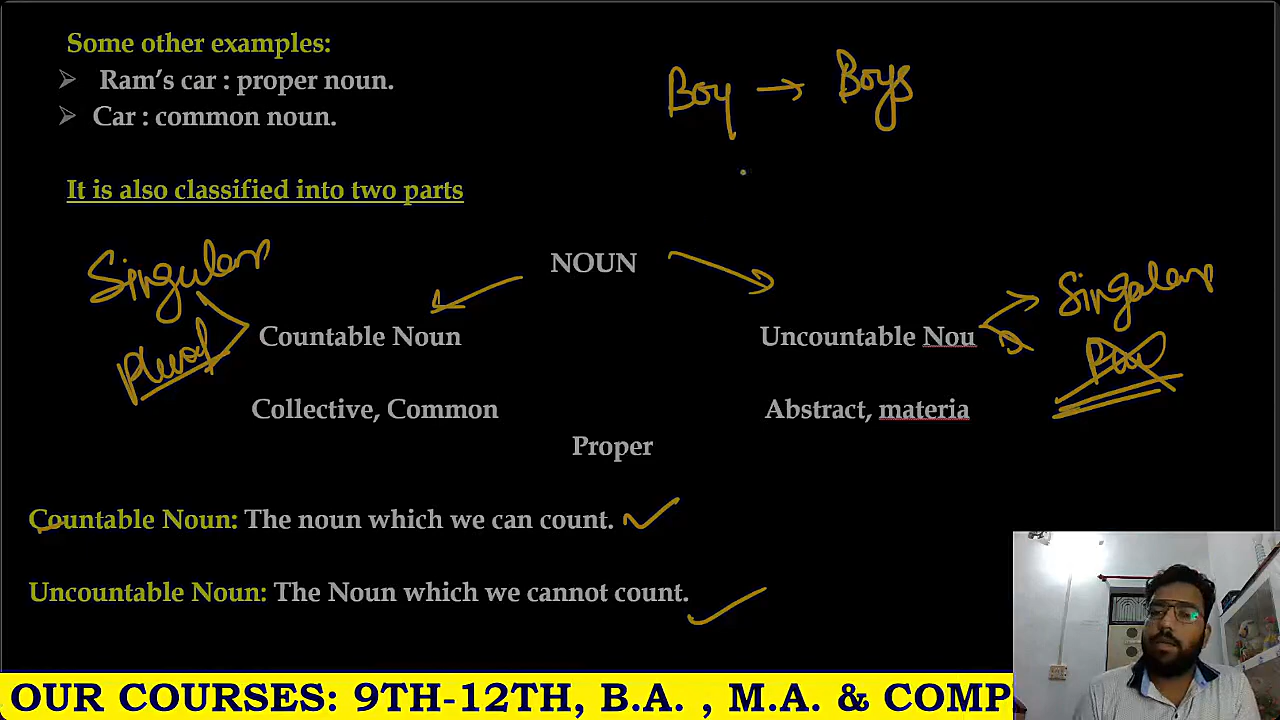 Some other examples:
➢ Ram's car : proper noun.
➢ Car : common noun.
Boy → Boys
It is also classified into two parts
Singular
NOUN
Singular
Plural
Countable Noun
Uncountable Nou
Plu
Collective, Common
Abstract, materia
Proper
Countable Noun: The noun which we can count.
Uncountable Noun: The Noun which we cannot count.
OUR COURSES: 9TH-12TH, B.A. , M.A. & COMP